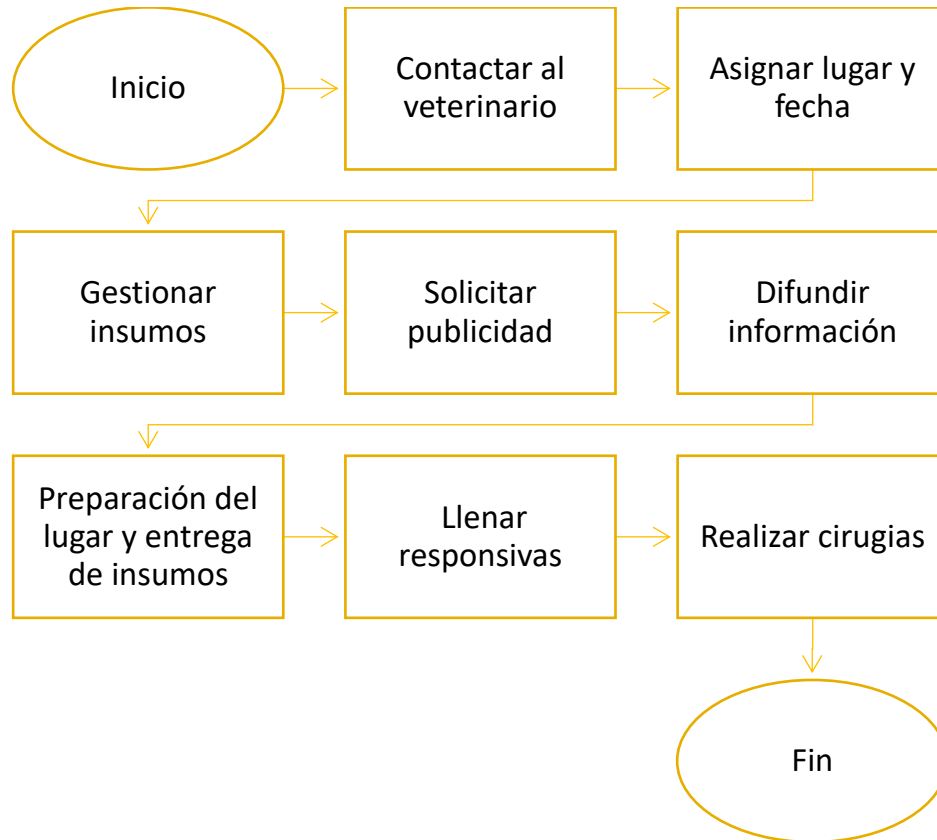 Inicio
Contactar al
veterinario
Asignar lugar y
fecha
Gestionar
insumos
Solicitar
publicidad
Difundir
información
Preparación del
lugar y entrega
de insumos
Llenar
responsivas
Realizar cirugias
Fin